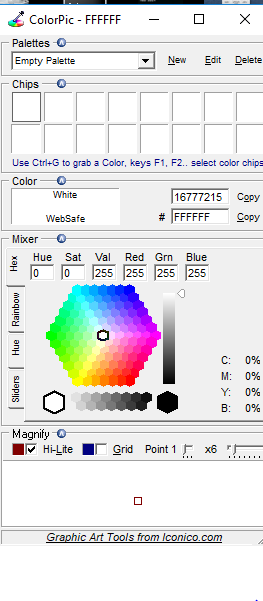 ColorPic - FFFFFF
Palettes
Empty Palette New Edit Delete
Chips
Use Ctrl+G to grab a Color, keys F1, F2.. select color chips
Color
White 16777215 Copy
WebSafe # FFFFFF Copy
Mixer
Hex Hue Sat Val Red Grn Blue
0 0 255 255 255 255
Rainbow
Hue
Sliders
C: 0%
M: 0%
Y: 0%
B: 0%
Magnify
Hi-Lite Grid Point 1 x6
Graphic Art Tools from Iconico.com